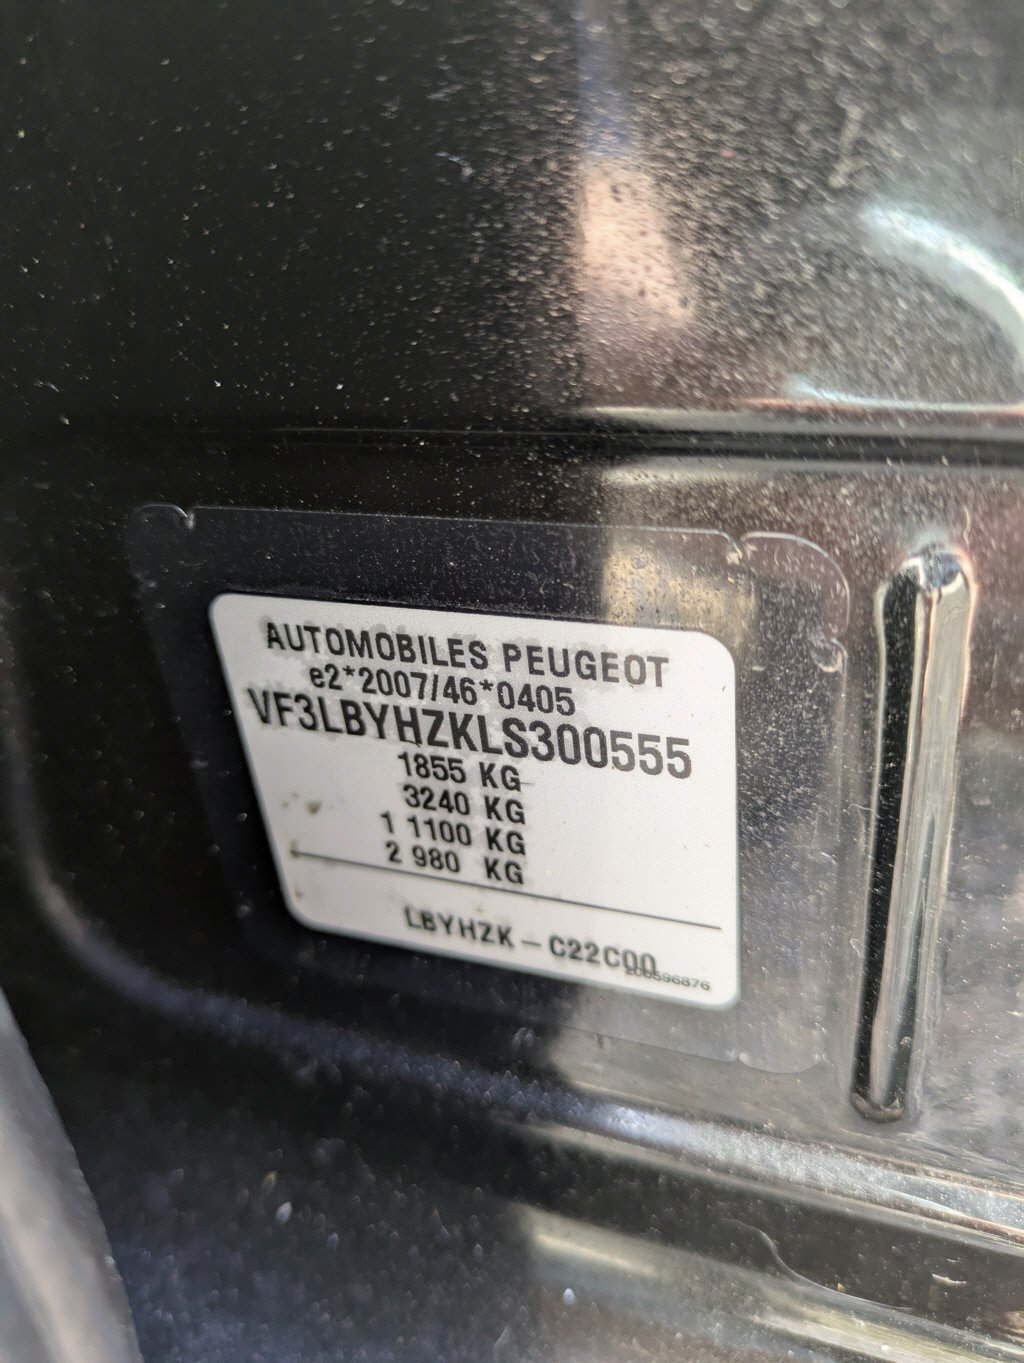 AUTOMOBILES PEUGEOT
e2*2007/46*0405
VF3LBYHZKLS300555
1855 KG
3240 KG
1 1100 KG
2 980 KG
LBYHZK - C22C00